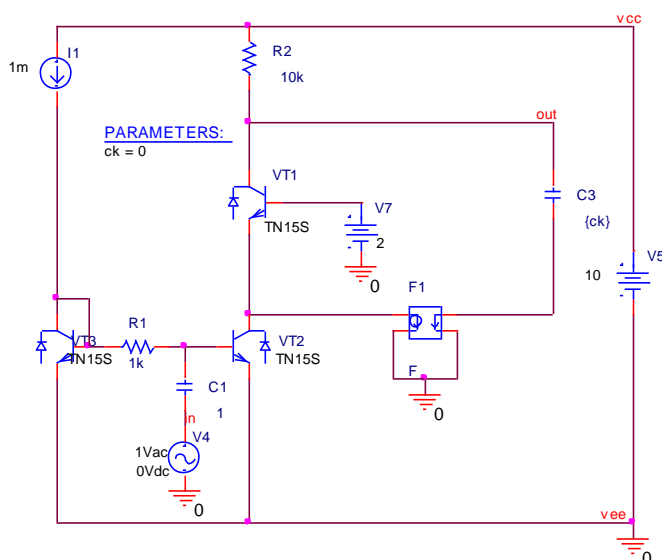 vcc
I1
1m
R2
10k
out
PARAMETERS:
ck = 0
VT1
TN15S
V7
2
0
C3
{ck}
V5
10
F1
F
0
R1
1k
VT3
TN15S
VT2
TN15S
C1
1
in
V4
1Vac
0Vdc
0
vee
0